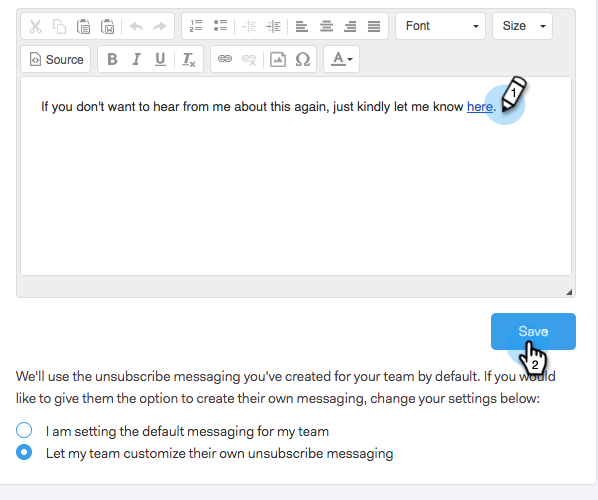 Font Size
Source B I U Ix Ω A
If you don't want to hear from me about this again, just kindly let me know here.
1
Save
2
We'll use the unsubscribe messaging you've created for your team by default. If you would
like to give them the option to create their own messaging, change your settings below:
I am setting the default messaging for my team
Let my team customize their own unsubscribe messaging